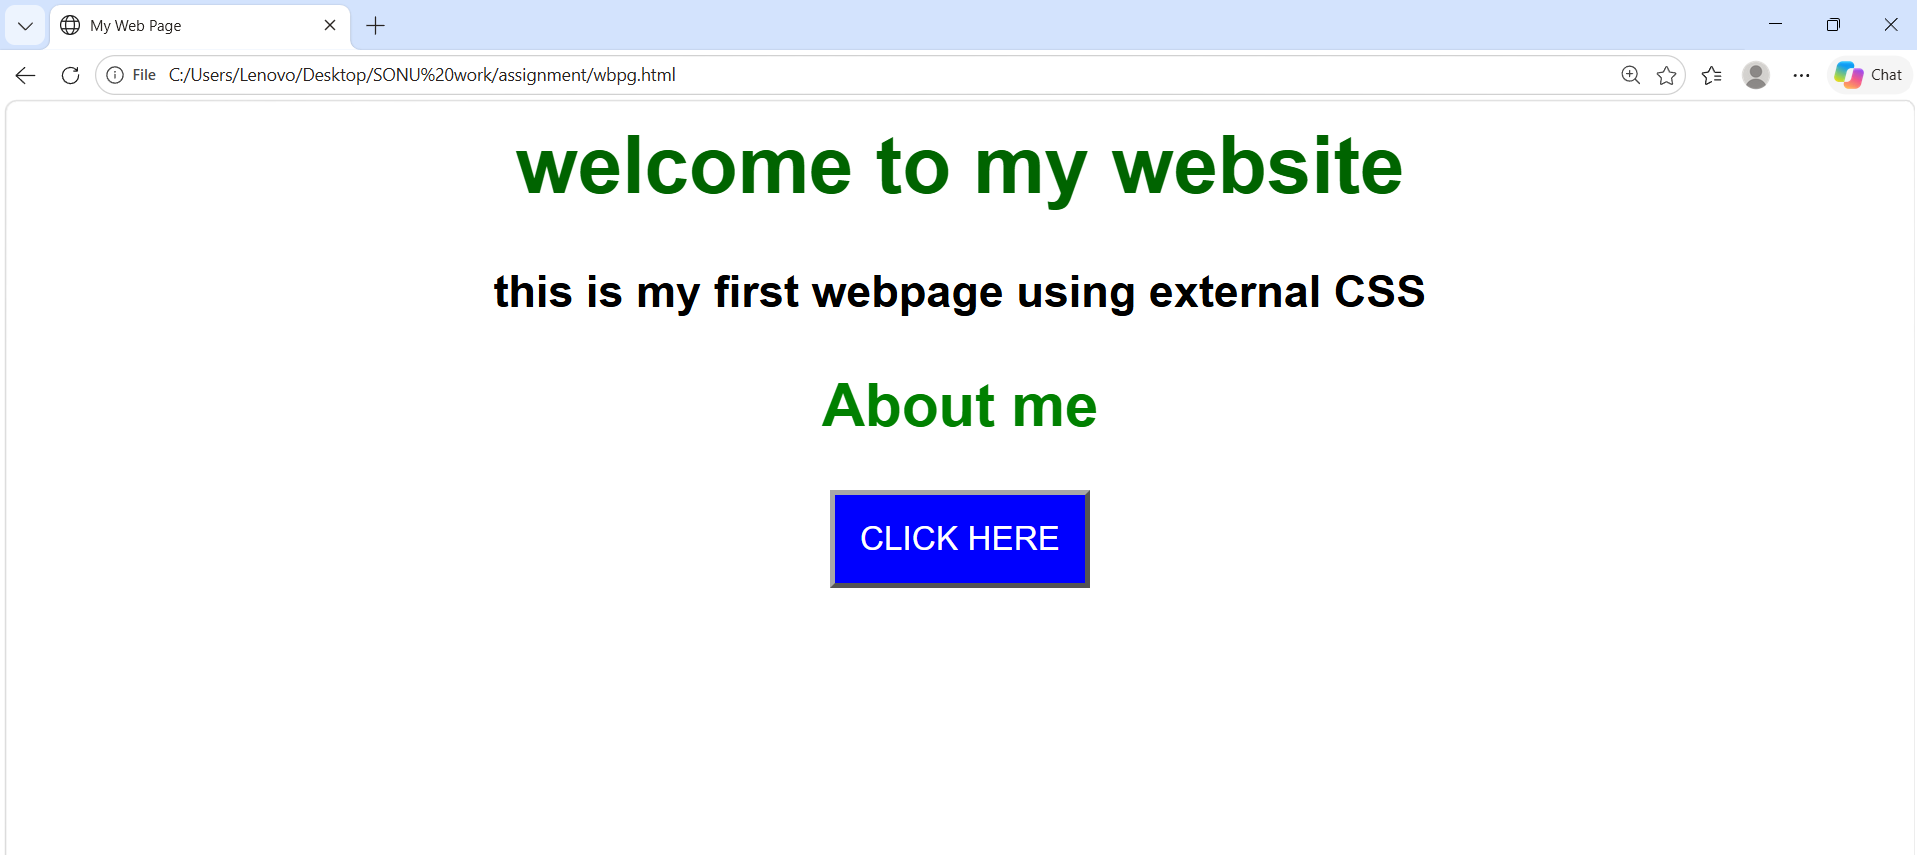 My Web Page
File C:/Users/Lenovo/Desktop/SONU%20work/assignment/wbpg.html
Chat
welcome to my website
this is my first webpage using external CSS
About me
CLICK HERE